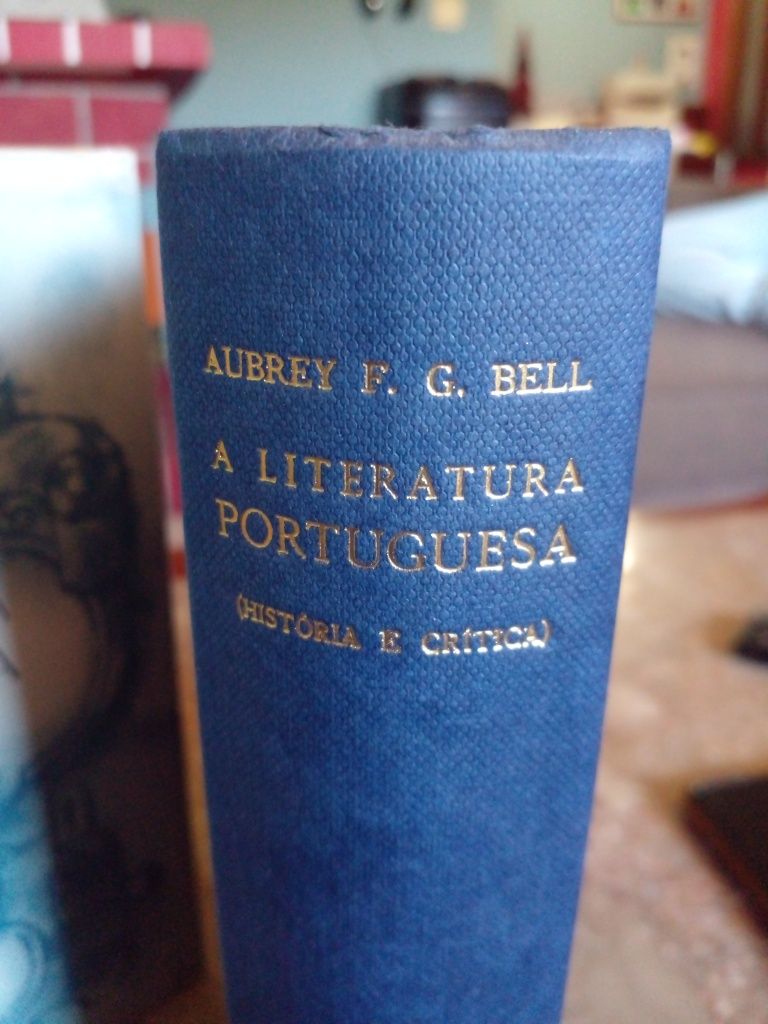 AUBREY F. G. BELL
A LITERATURA
PORTUGUESA
(HISTÓRIA E CRÍTICA)